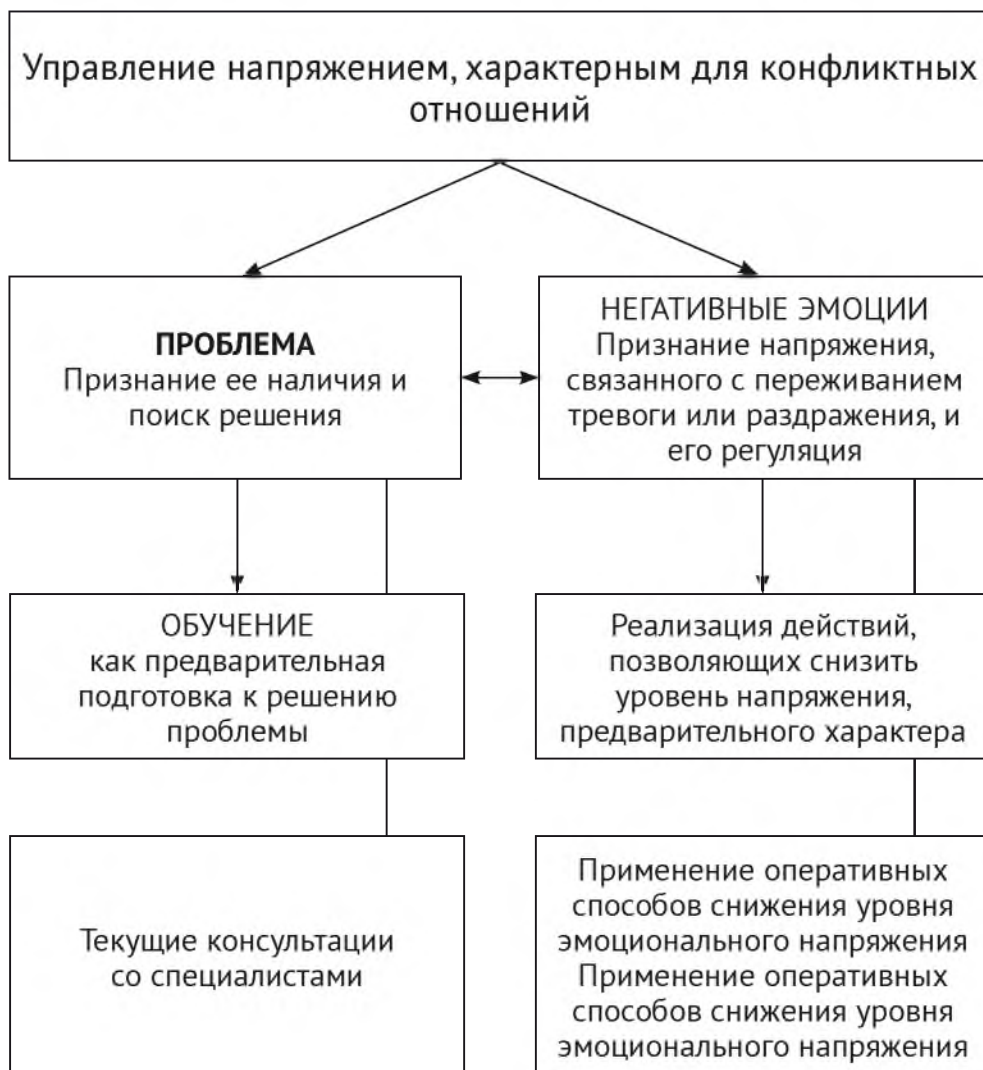 Управление напряжением, характерным для конфликтных
отношений
ПРОБЛЕМА
Признание ее наличия и
поиск решения
НЕГАТИВНЫЕ ЭМОЦИИ
Признание напряжения,
связанного с переживанием
тревоги или раздражения, и
его регуляция
ОБУЧЕНИЕ
как предварительная
подготовка к решению
проблемы
Реализация действий,
позволяющих снизить
уровень напряжения,
предварительного характера
Текущие консультации
со специалистами
Применение оперативных
способов снижения уровня
эмоционального напряжения
Применение оперативных
способов снижения уровня
эмоционального напряжения